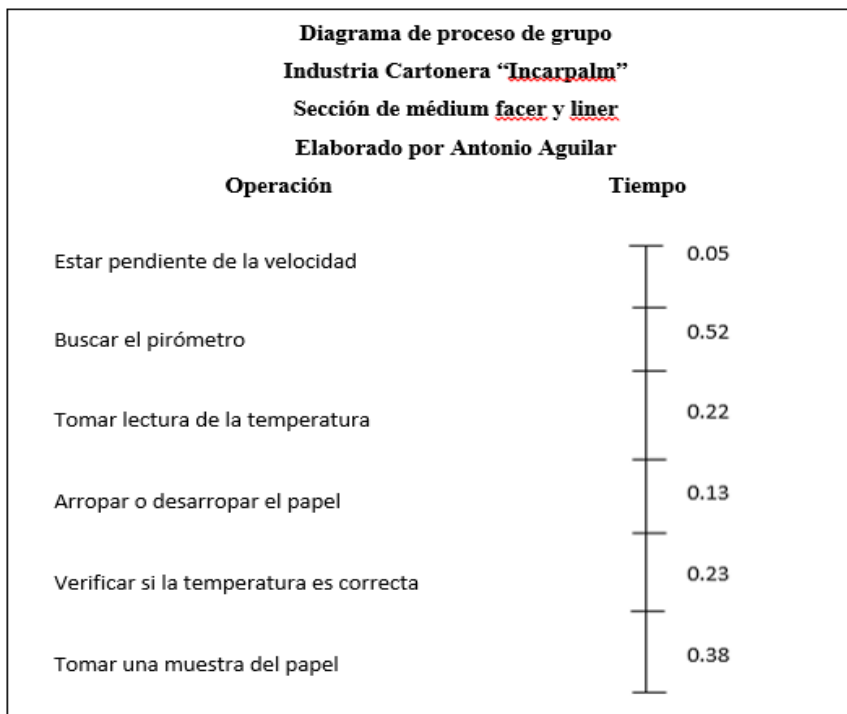 Diagrama de proceso de grupo
Industria Cartonera “Incarpalm”
Sección de médium facer y liner
Elaborado por Antonio Aguilar
Operación Tiempo
Estar pendiente de la velocidad 0.05
Buscar el pirómetro 0.52
Tomar lectura de la temperatura 0.22
Arropar o desarropar el papel 0.13
Verificar si la temperatura es correcta 0.23
Tomar una muestra del papel 0.38